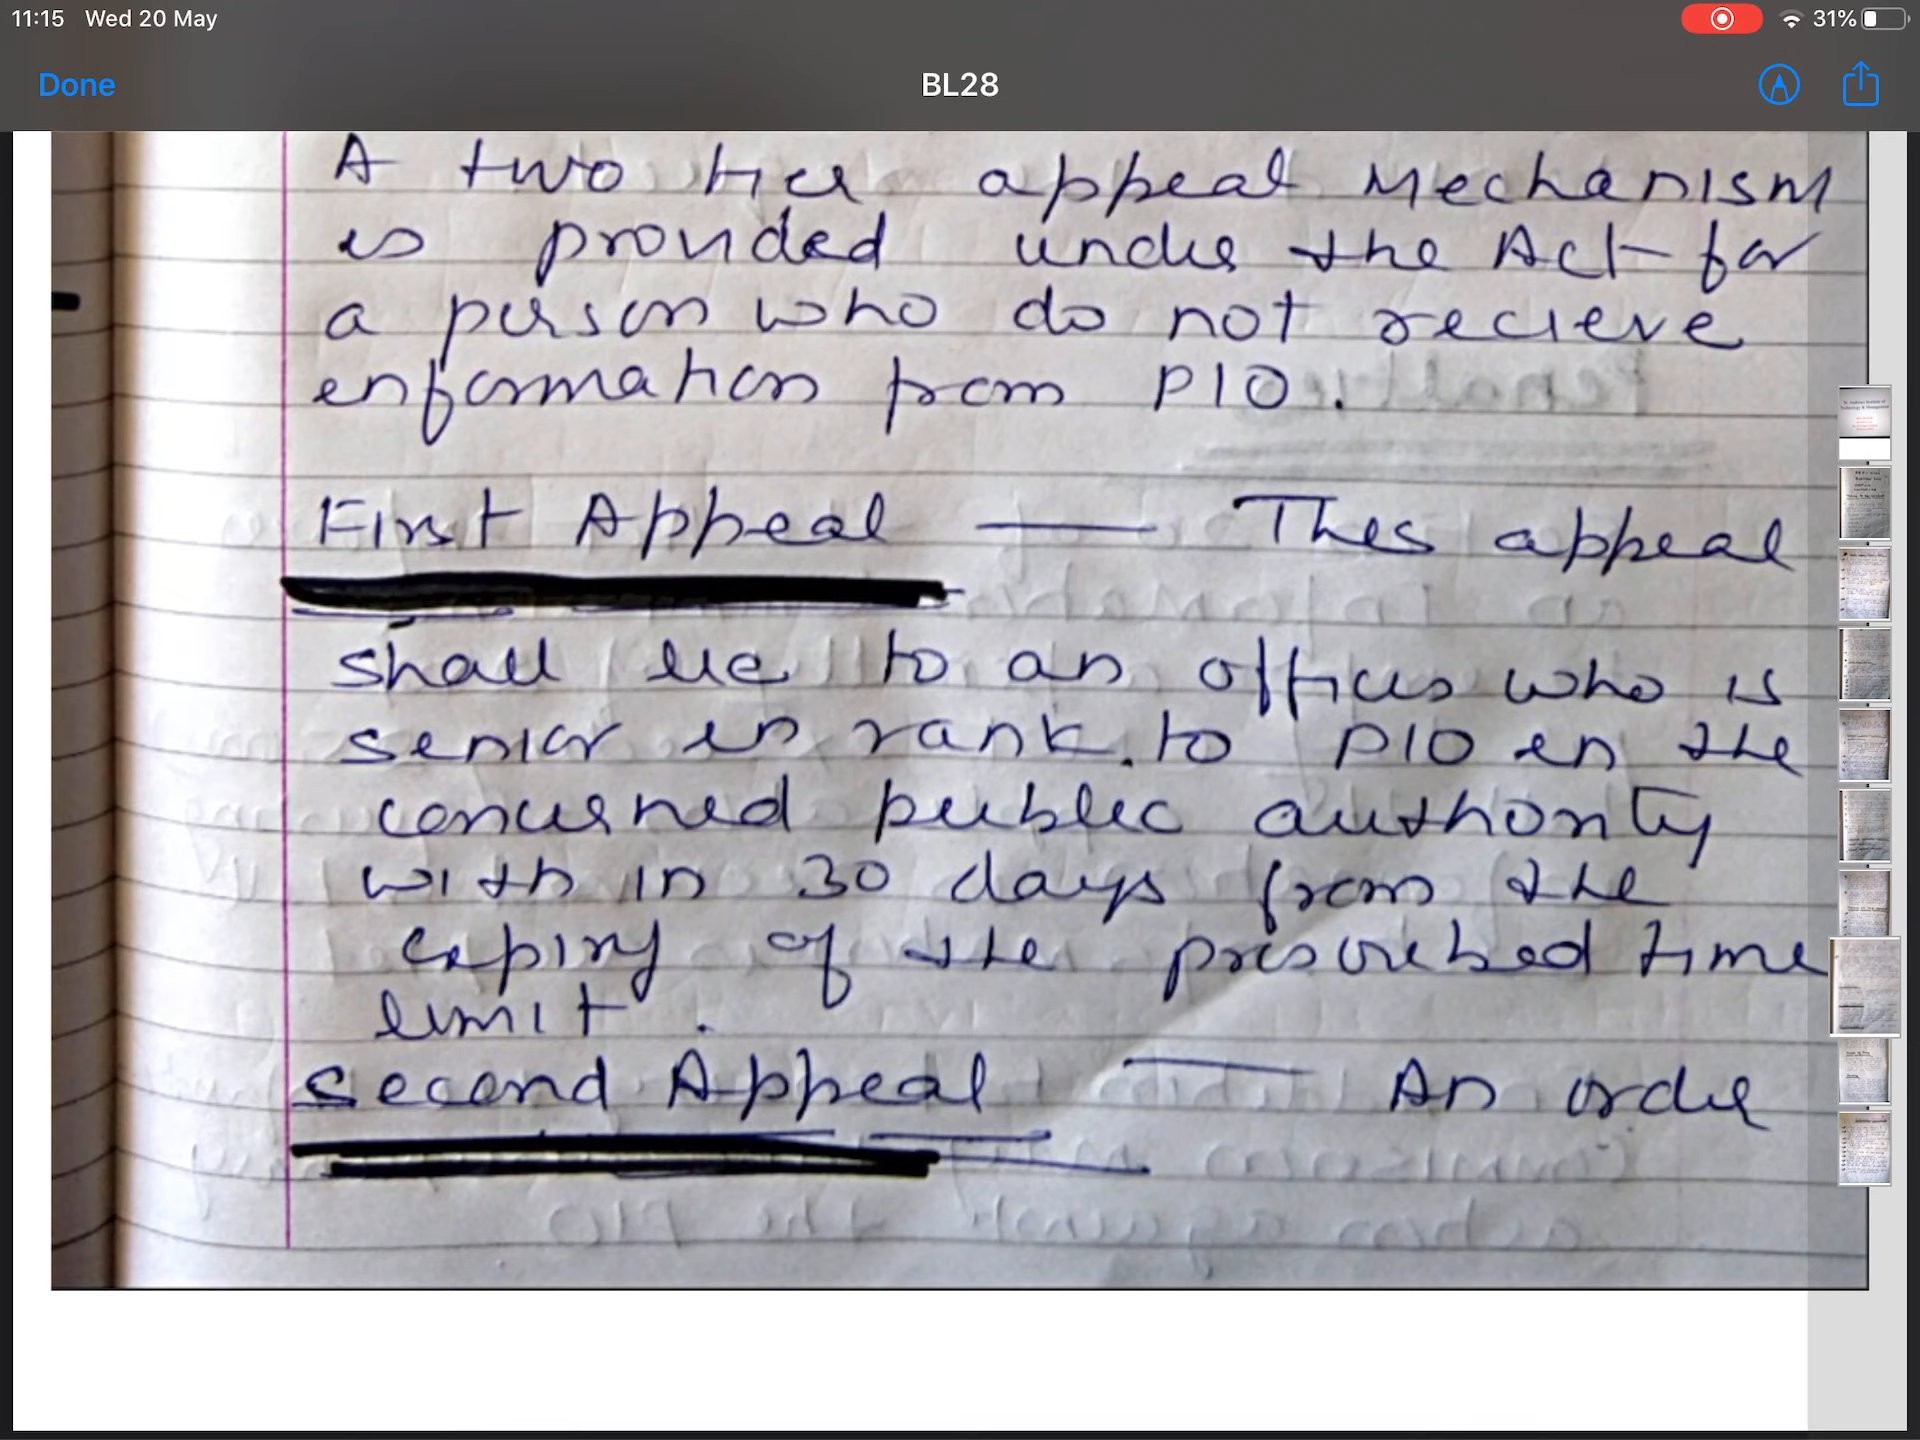 11:15 Wed 20 May
31%
Done
BL28
A two tier appeal Mechanism
is provided under the Act for
a person who do not recieve
information from PIO.
First Appeal — This appeal
shall lie to an officer who is
senior in rank. to PIO in the
concerned public authority
with in 30 days from the
expiry of the prescribed time
limit.
Second Appeal — An order